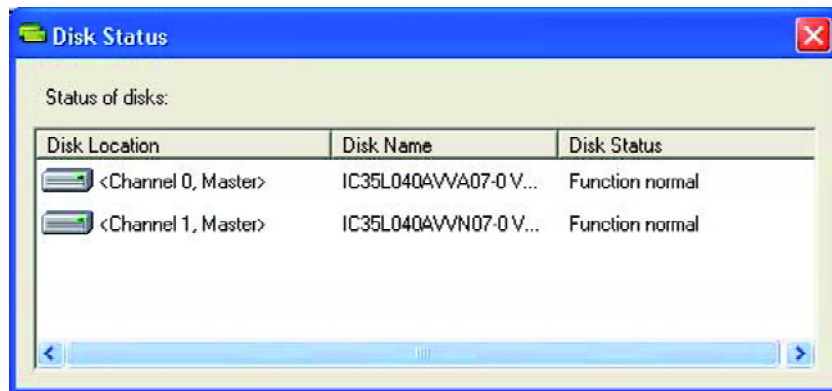 Disk Status
Status of disks:
Disk Location Disk Name Disk Status
<Channel 0, Master> IC35L040AVVA07-0 V... Function normal
<Channel 1, Master> IC35L040AVVN07-0 V... Function normal